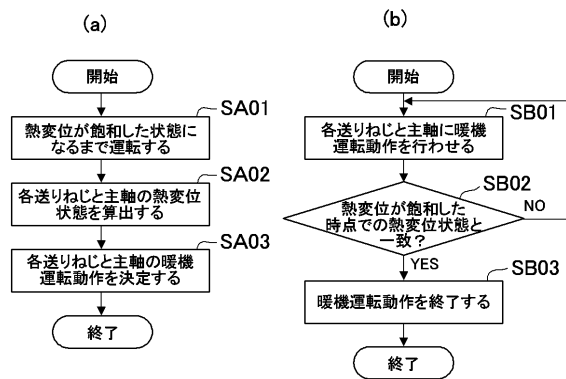 (a)
開始
SA01
熱変位が飽和した状態に
なるまで運転する
SA02
各送りねじと主軸の熱変位
状態を算出する
SA03
各送りねじと主軸の暖機
運転動作を決定する
終了
(b)
開始
SB01
各送りねじと主軸に暖機
運転動作を行わせる
SB02
熱変位が飽和した
時点での熱変位状態と
一致？
NO
YES
SB03
暖機運転動作を終了する
終了